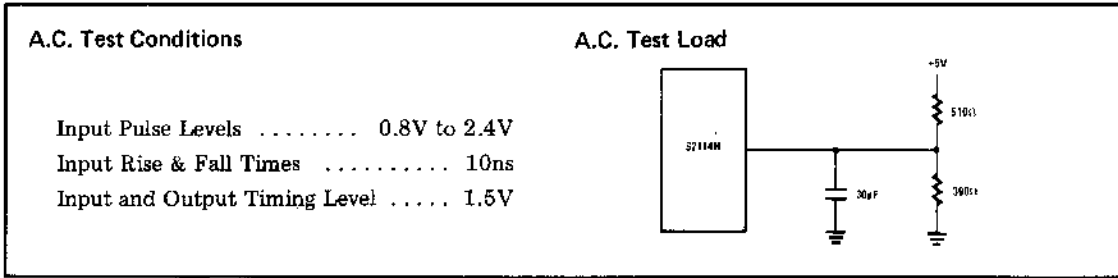 A.C. Test Conditions
Input Pulse Levels ........ 0.8V to 2.4V
Input Rise & Fall Times .......... 10ns
Input and Output Timing Level ..... 1.5V
A.C. Test Load
+5V
510Ω
S2114H
30pF
390Ω